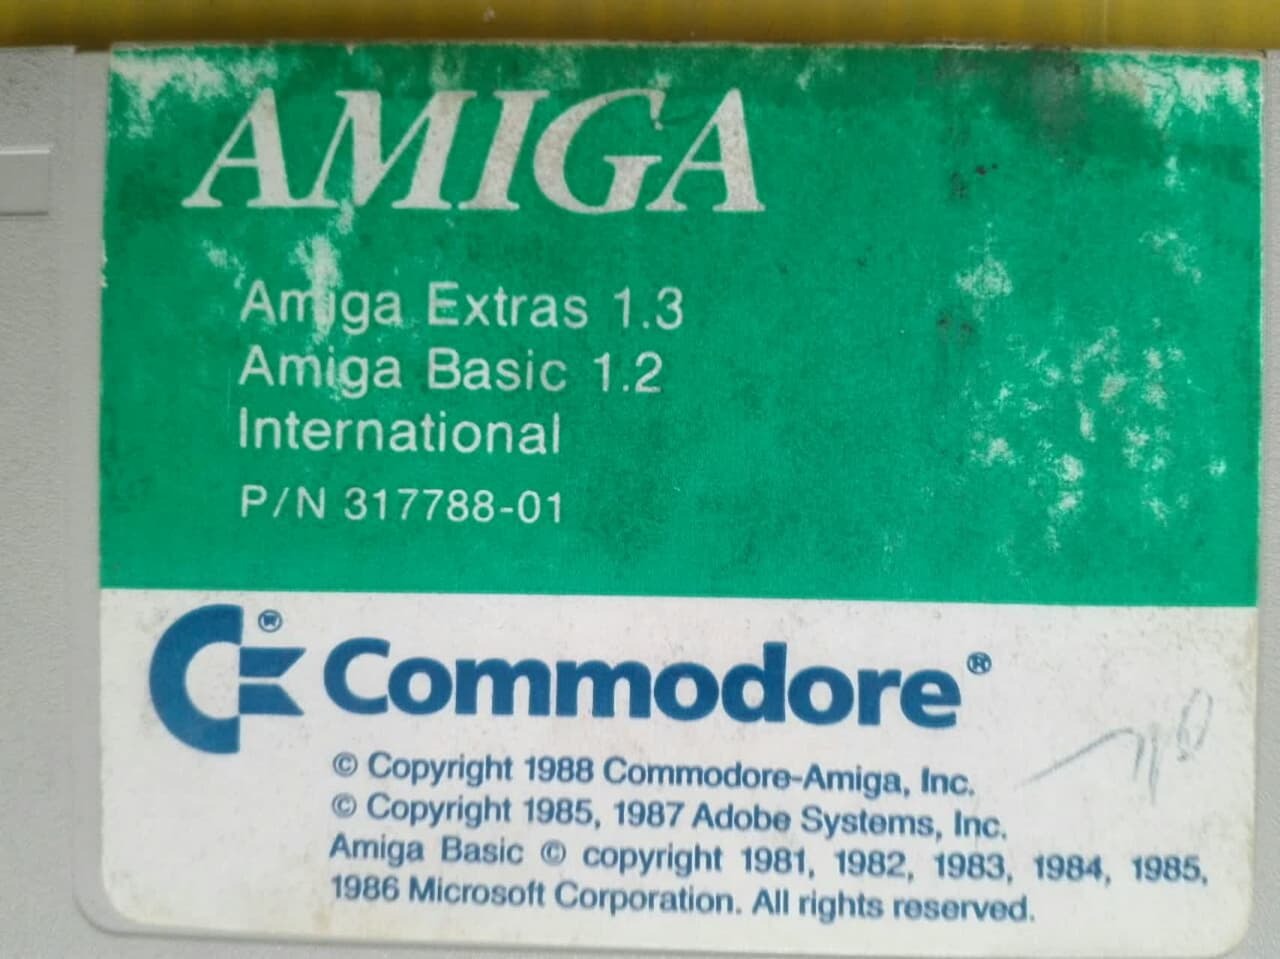 AMIGA
Amiga Extras 1.3
Amiga Basic 1.2
International
P/N 317788-01
C® Commodore®
© Copyright 1988 Commodore-Amiga, Inc.
© Copyright 1985, 1987 Adobe Systems, Inc.
Amiga Basic © copyright 1981, 1982, 1983, 1984, 1985,
1986 Microsoft Corporation. All rights reserved.